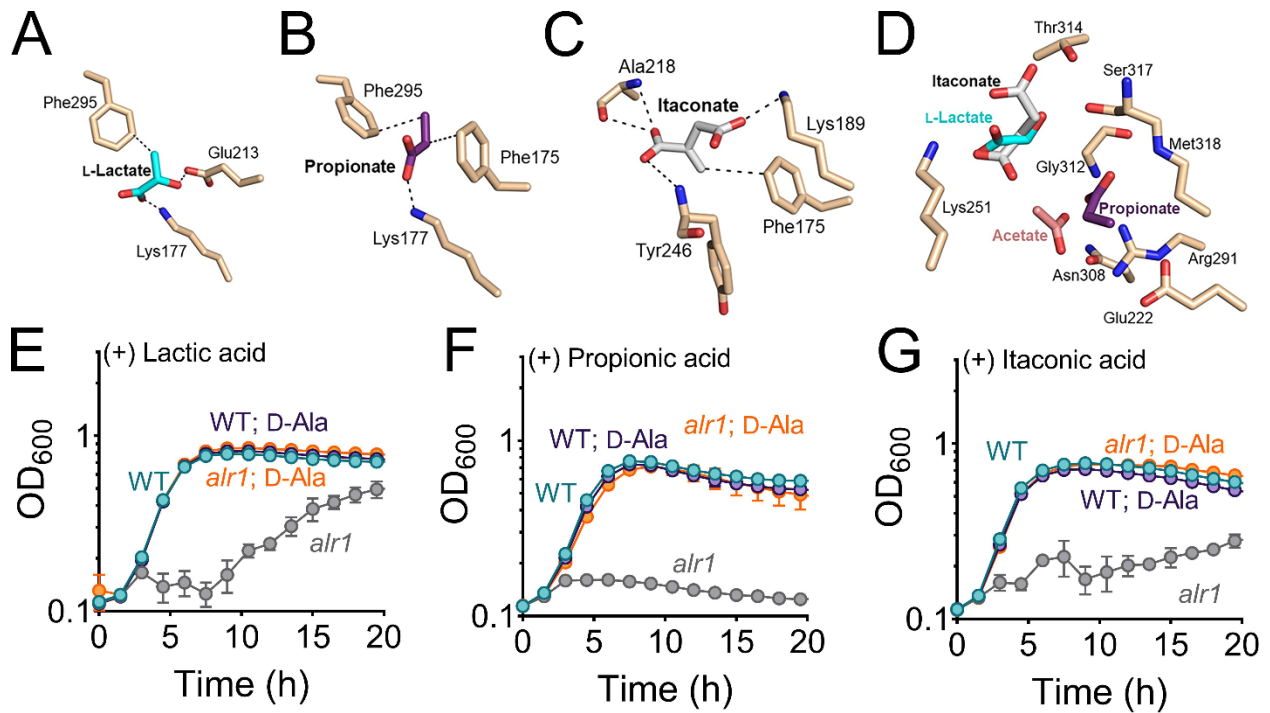 A
Phe295
L-Lactate
Glu213
Lys177
B
Phe295
Propionate
Phe175
Lys177
C
Ala218
Itaconate
Lys189
Phe175
Tyr246
D
Thr314
Itaconate
Ser317
L-Lactate
Met318
Gly312
Lys251
Propionate
Acetate
Arg291
Asn308
Glu222
E
(+) Lactic acid
WT; D-Ala
WT
alr1; D-Ala
alr1
OD600
1
0.1
0 5 10 15 20
Time (h)
F
(+) Propionic acid
WT; D-Ala
alr1; D-Ala
WT
alr1
OD600
1
0.1
0 5 10 15 20
Time (h)
G
(+) Itaconic acid
WT
alr1; D-Ala
WT; D-Ala
alr1
OD600
1
0.1
0 5 10 15 20
Time (h)